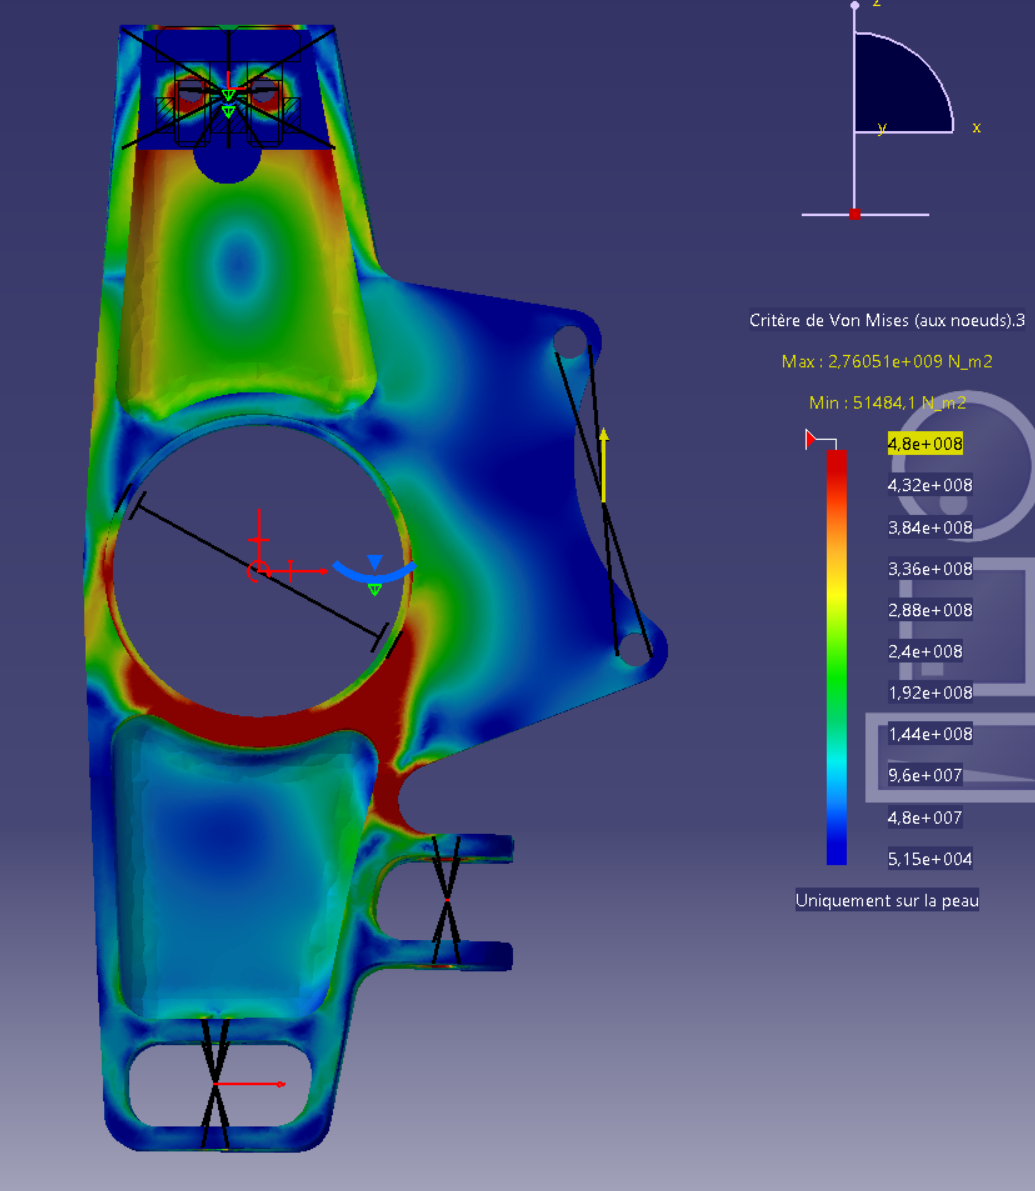 z
y
x
Critère de Von Mises (aux noeuds).3
Max : 2,76051e+009 N_m2
Min : 51484,1 N_m2
4,8e+008
4,32e+008
3,84e+008
3,36e+008
2,88e+008
2,4e+008
1,92e+008
1,44e+008
9,6e+007
4,8e+007
5,15e+004
Uniquement sur la peau